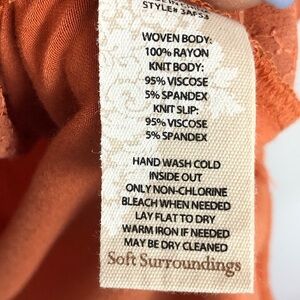 STYLE# 3AF53
WOVEN BODY:
100% RAYON
KNIT BODY:
95% VISCOSE
5% SPANDEX
KNIT SLIP:
95% VISCOSE
5% SPANDEX
HAND WASH COLD
INSIDE OUT
ONLY NON-CHLORINE
BLEACH WHEN NEEDED
LAY FLAT TO DRY
WARM IRON IF NEEDED
MAY BE DRY CLEANED
Soft Surroundings